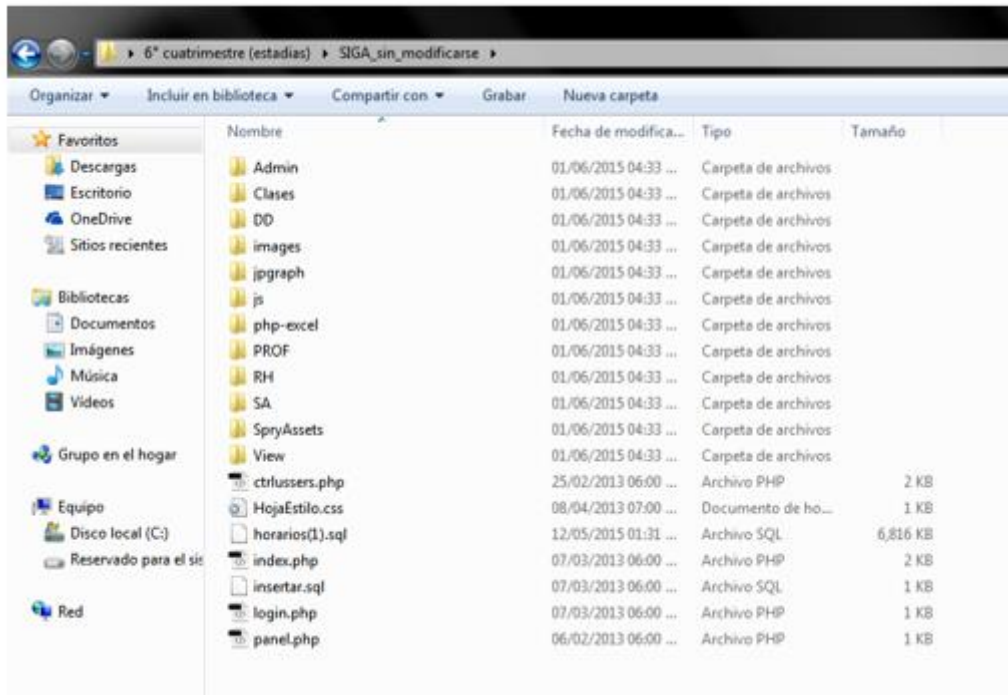 6° cuatrimestre (estadias) SIGA_sin_modificarse
Organizar Incluir en biblioteca Compartir con Grabar Nueva carpeta
Favoritos
Descargas
Escritorio
OneDrive
Sitios recientes
Bibliotecas
Documentos
Imágenes
Música
Vídeos
Grupo en el hogar
Equipo
Disco local (C:)
Reservado para el sis
Red
Nombre Fecha de modifica... Tipo Tamaño
Admin 01/06/2015 04:33 ... Carpeta de archivos
Clases 01/06/2015 04:33 ... Carpeta de archivos
DD 01/06/2015 04:33 ... Carpeta de archivos
images 01/06/2015 04:33 ... Carpeta de archivos
jpgraph 01/06/2015 04:33 ... Carpeta de archivos
js 01/06/2015 04:33 ... Carpeta de archivos
php-excel 01/06/2015 04:33 ... Carpeta de archivos
PROF 01/06/2015 04:33 ... Carpeta de archivos
RH 01/06/2015 04:33 ... Carpeta de archivos
SA 01/06/2015 04:33 ... Carpeta de archivos
SpryAssets 01/06/2015 04:33 ... Carpeta de archivos
View 01/06/2015 04:33 ... Carpeta de archivos
ctrlussers.php 25/02/2013 06:00 ... Archivo PHP 2 KB
HojaEstilo.css 08/04/2013 07:00 ... Documento de ho... 1 KB
horarios(1).sql 12/05/2015 01:31 ... Archivo SQL 6,816 KB
index.php 07/03/2013 06:00 ... Archivo PHP 2 KB
insertar.sql 07/03/2013 06:00 ... Archivo SQL 1 KB
login.php 07/03/2013 06:00 ... Archivo PHP 1 KB
panel.php 06/02/2013 06:00 ... Archivo PHP 1 KB